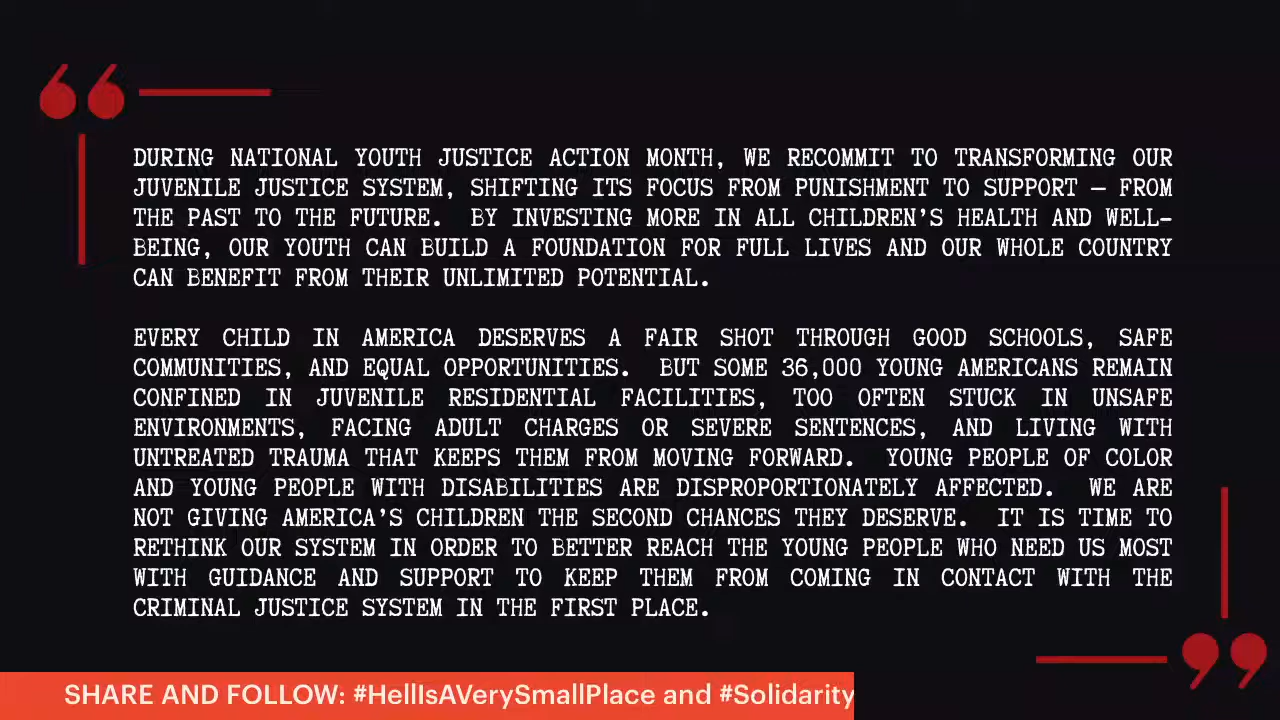 DURING NATIONAL YOUTH JUSTICE ACTION MONTH, WE RECOMMIT TO TRANSFORMING OUR
JUVENILE JUSTICE SYSTEM, SHIFTING ITS FOCUS FROM PUNISHMENT TO SUPPORT – FROM
THE PAST TO THE FUTURE. BY INVESTING MORE IN ALL CHILDREN'S HEALTH AND WELL-
BEING, OUR YOUTH CAN BUILD A FOUNDATION FOR FULL LIVES AND OUR WHOLE COUNTRY
CAN BENEFIT FROM THEIR UNLIMITED POTENTIAL.
EVERY CHILD IN AMERICA DESERVES A FAIR SHOT THROUGH GOOD SCHOOLS, SAFE
COMMUNITIES, AND EQUAL OPPORTUNITIES. BUT SOME 36,000 YOUNG AMERICANS REMAIN
CONFINED IN JUVENILE RESIDENTIAL FACILITIES, TOO OFTEN STUCK IN UNSAFE
ENVIRONMENTS, FACING ADULT CHARGES OR SEVERE SENTENCES, AND LIVING WITH
UNTREATED TRAUMA THAT KEEPS THEM FROM MOVING FORWARD. YOUNG PEOPLE OF COLOR
AND YOUNG PEOPLE WITH DISABILITIES ARE DISPROPORTIONATELY AFFECTED. WE ARE
NOT GIVING AMERICA'S CHILDREN THE SECOND CHANCES THEY DESERVE. IT IS TIME TO
RETHINK OUR SYSTEM IN ORDER TO BETTER REACH THE YOUNG PEOPLE WHO NEED US MOST
WITH GUIDANCE AND SUPPORT TO KEEP THEM FROM COMING IN CONTACT WITH THE
CRIMINAL JUSTICE SYSTEM IN THE FIRST PLACE.
SHARE AND FOLLOW: #HellIsAVerySmallPlace and #Solidarity